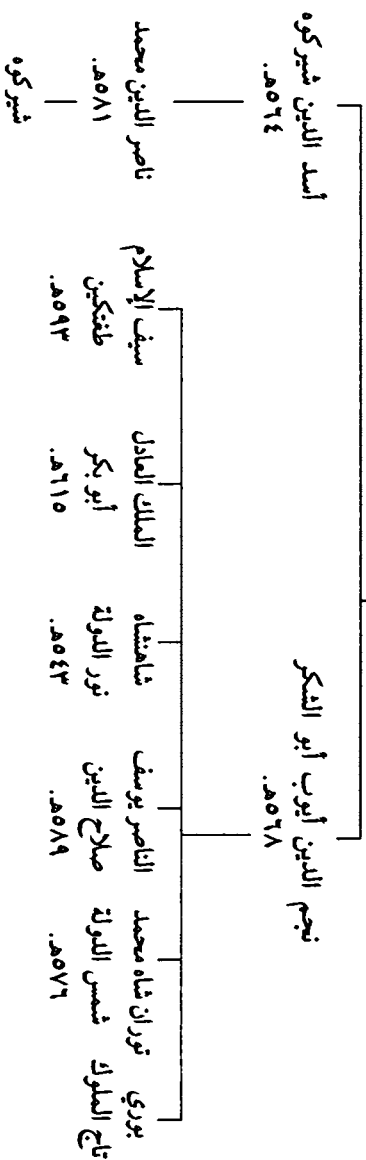 نجم الدين أيوب أبو الشكر
٥٦٨هـ.
أسد الدين شيركوه
٥٦٤هـ.
بوري
تاج الملوك
توران شاه محمد
شمس الدولة
٥٧٦هـ.
الناصر يوسف
صلاح الدين
٥٨٩هـ.
شاهنشاه
نور الدولة
٥٤٣هـ.
الملك العادل
أبو بكر
٦١٥هـ.
سيف الإسلام
طغتكين
٥٩٣هـ.
ناصر الدين محمد
٥٨١هـ.
شيركوه